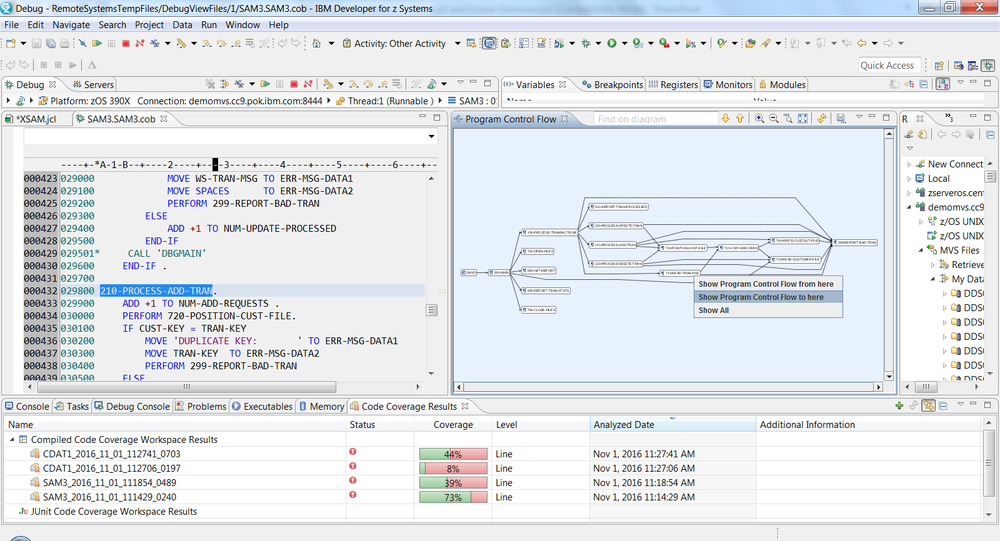 Debug - RemoteSystemsTempFiles/DebugViewFiles/1/SAM3.SAM3.cob - IBM Developer for z Systems
File Edit Navigate Search Project Data Run Window Help
Activity: Other Activity
Quick Access
Debug Servers
Variables Breakpoints Registers Monitors Modules
Platform: zOS 390X Connection: demomvs.cc9.pok.ibm.com:8444 Thread:1 (Runnable ) SAM3 : 0
*XSAM.jcl SAM3.SAM3.cob
Program Control Flow Find on diagram
R 3
----+-*A-1-B--+----2----+----3----+----4----+----5----+----6----+--
000423 029000 MOVE WS-TRAN-MSG TO ERR-MSG-DATA1
000424 029100 MOVE SPACES TO ERR-MSG-DATA2
000425 029200 PERFORM 299-REPORT-BAD-TRAN
000426 029300 ELSE
000427 029400 ADD +1 TO NUM-UPDATE-PROCESSED
000428 029500 END-IF
000429 029501* CALL 'DBGMAIN'
000430 029600 END-IF .
000431 029700
000432 029800 210-PROCESS-ADD-TRAN.
000433 029900 ADD +1 TO NUM-ADD-REQUESTS .
000434 030000 PERFORM 720-POSITION-CUST-FILE.
000435 030100 IF CUST-KEY = TRAN-KEY
000436 030200 MOVE 'DUPLICATE KEY: ' TO ERR-MSG-DATA1
000437 030300 MOVE TRAN-KEY TO ERR-MSG-DATA2
000438 030400 PERFORM 299-REPORT-BAD-TRAN
000439 030500 ELSE
SAM3
000-MAIN
100-PROCESS-TRANSACTIONS
700-OPEN-FILES
800-INIT-REPORT
850-REPORT-TRAN-STATS
790-CLOSE-FILES
830-REPORT-TRAN-PROCESSED
200-PROCESS-UPDATE-TRAN
210-PROCESS-ADD-TRAN
220-PROCESS-DELETE-TRAN
710-READ-TRAN-FILE
720-POSITION-CUST-FILE
721-COPY-RECORDS
740-WRITE-CUSTOUT-FILE
730-READ-CUSTOMER-FILE
299-REPORT-BAD-TRAN
Show Program Control Flow from here
Show Program Control Flow to here
Show All
New Connect
Local
zserveros.cent
demomvs.cc9
z/OS UNIX
z/OS UNIX
MVS Files
Retrieve
My Data
DDS
DDS
DDS
DDS
DDS
DDS
DDS
Console Tasks Debug Console Problems Executables Memory Code Coverage Results
Name Status Coverage Level Analyzed Date Additional Information
Compiled Code Coverage Workspace Results
CDAT1_2016_11_01_112741_0703 44% Line Nov 1, 2016 11:27:41 AM
CDAT1_2016_11_01_112706_0197 8% Line Nov 1, 2016 11:27:06 AM
SAM3_2016_11_01_111854_0489 39% Line Nov 1, 2016 11:18:54 AM
SAM3_2016_11_01_111429_0240 73% Line Nov 1, 2016 11:14:29 AM
JUnit Code Coverage Workspace Results